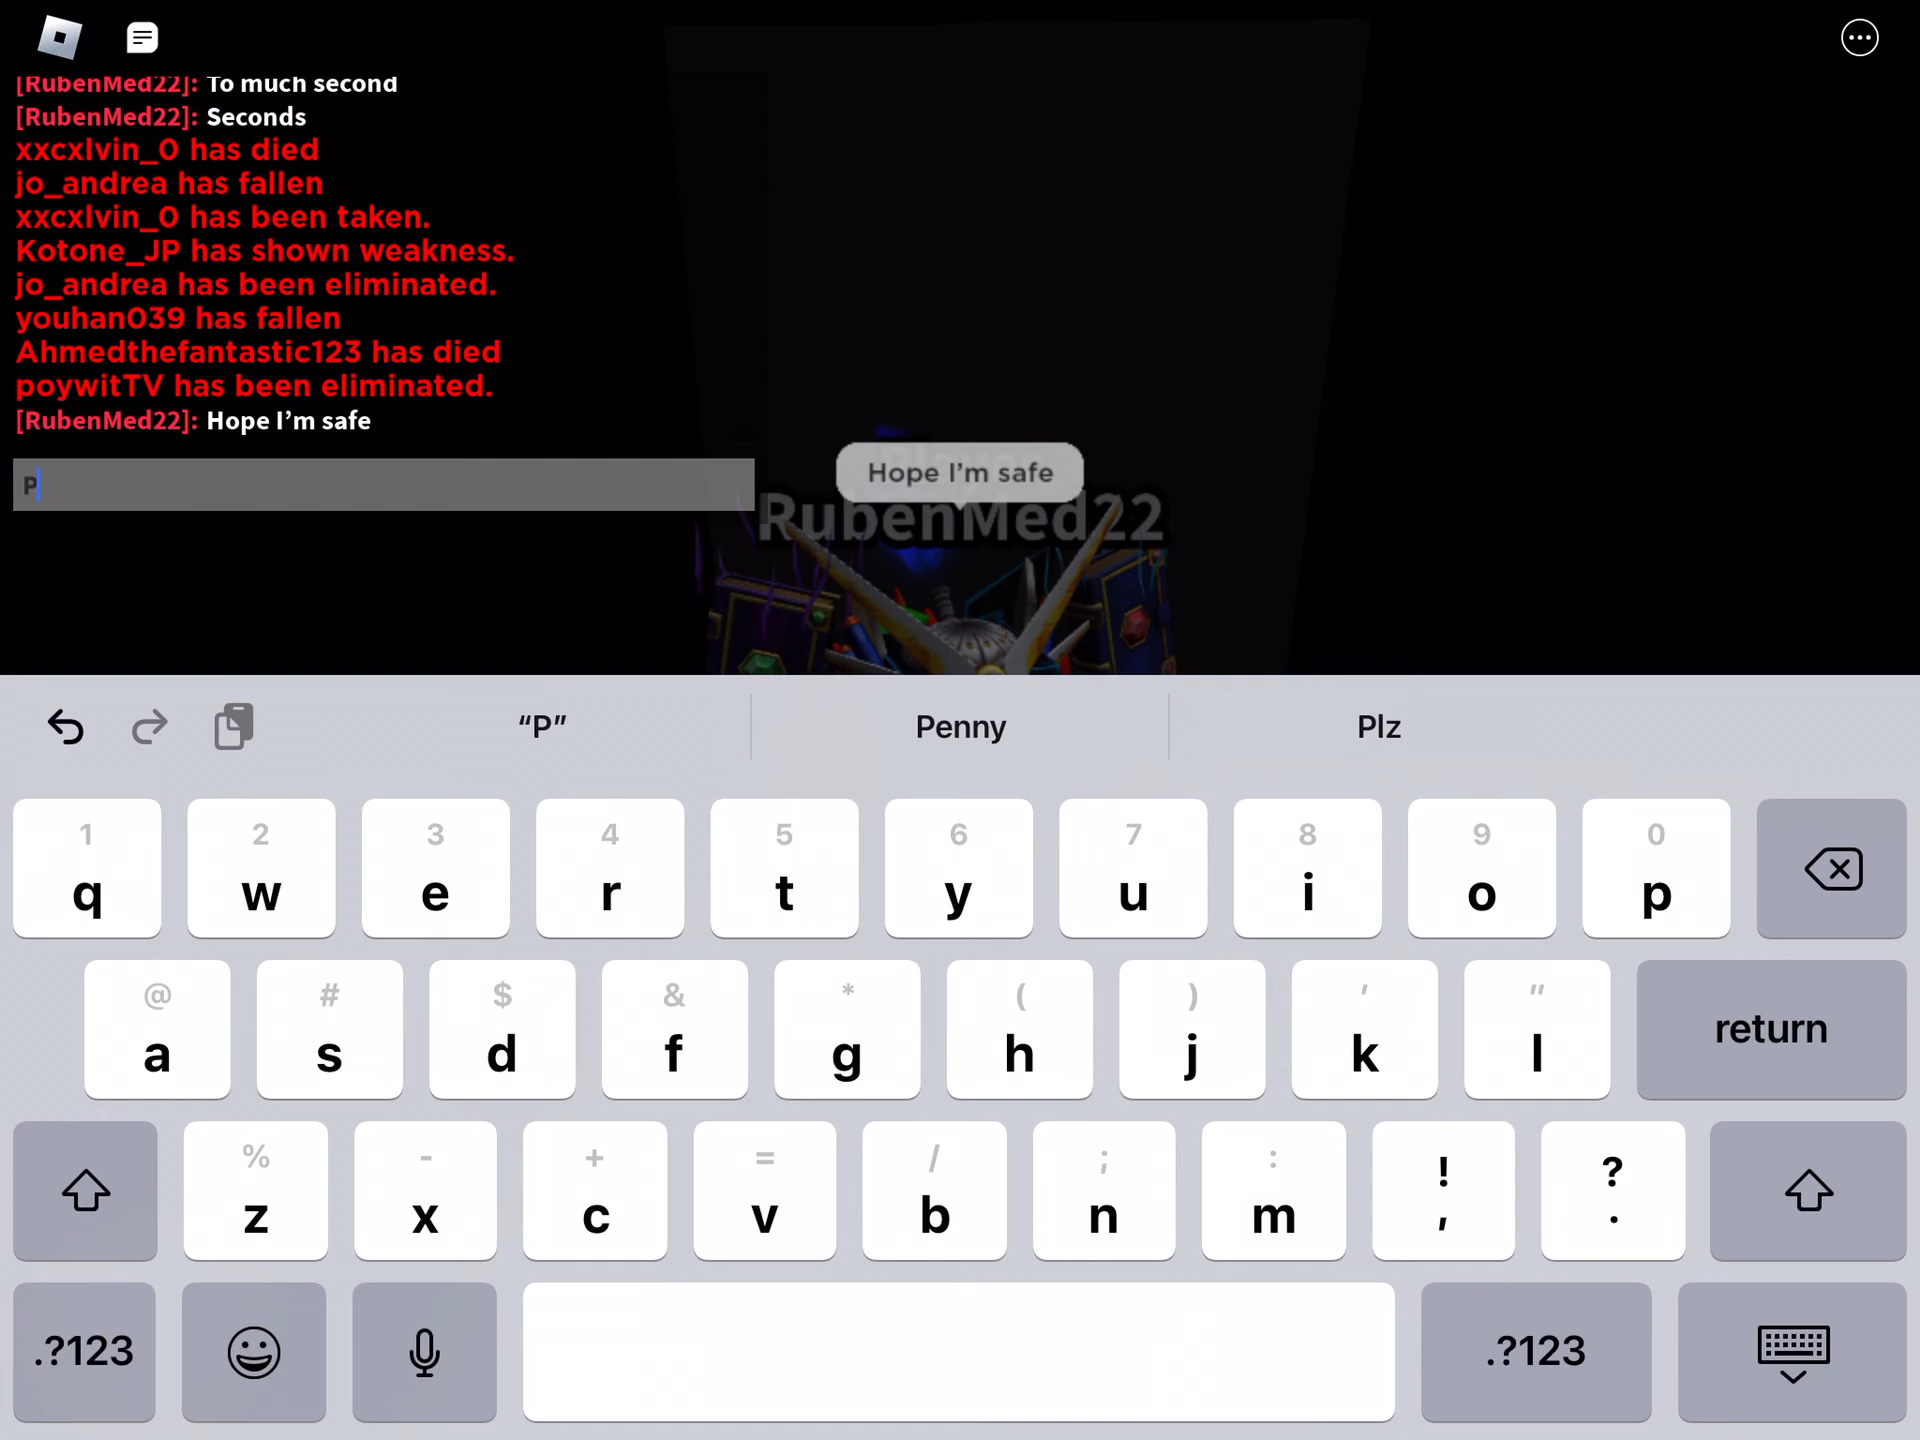 [RubenMed22]: To much second
[RubenMed22]: Seconds
xxcxlvin_0 has died
jo_andrea has fallen
xxcxlvin_0 has been taken.
Kotone_JP has shown weakness.
jo_andrea has been eliminated.
youhan039 has fallen
Ahmedthefantastic123 has died
poywitTV has been eliminated.
[RubenMed22]: Hope I’m safe
P
Hope I’m safe
Player
RubenMed22
“P” Penny Plz
1 2 3 4 5 6 7 8 9 0
q w e r t y u i o p
@ # $ & * ( ) ' "
a s d f g h j k l return
% - + = / ; : ! ?
z x c v b n m , .
.?123 .?123